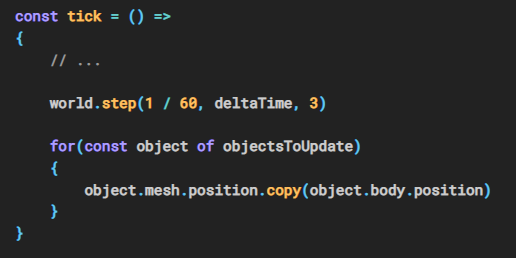 const tick = () =>
{
    // ...

    world.step(1 / 60, deltaTime, 3)

    for(const object of objectsToUpdate)
    {
        object.mesh.position.copy(object.body.position)
    }
}